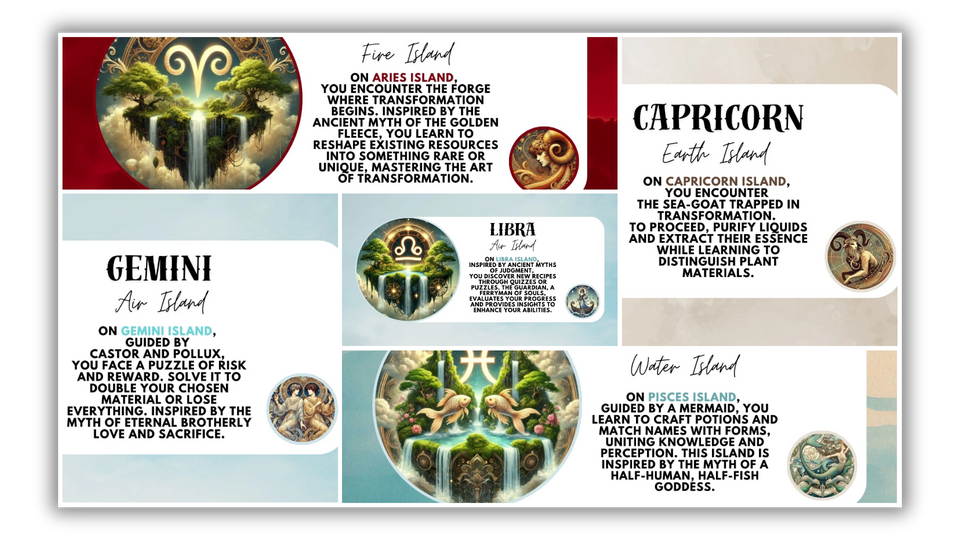 Fire Island
ON ARIES ISLAND,
YOU ENCOUNTER THE FORGE
WHERE TRANSFORMATION
BEGINS. INSPIRED BY THE
ANCIENT MYTH OF THE GOLDEN
FLEECE, YOU LEARN TO
RESHAPE EXISTING RESOURCES
INTO SOMETHING RARE OR
UNIQUE, MASTERING THE ART
OF TRANSFORMATION.
CAPRICORN
Earth Island
ON CAPRICORN ISLAND,
YOU ENCOUNTER
THE SEA-GOAT TRAPPED IN
TRANSFORMATION.
TO PROCEED, PURIFY LIQUIDS
AND EXTRACT THEIR ESSENCE
WHILE LEARNING TO
DISTINGUISH PLANT
MATERIALS.
GEMINI
Air Island
ON GEMINI ISLAND,
GUIDED BY
CASTOR AND POLLUX,
YOU FACE A PUZZLE OF RISK
AND REWARD. SOLVE IT TO
DOUBLE YOUR CHOSEN
MATERIAL OR LOSE
EVERYTHING. INSPIRED BY THE
MYTH OF ETERNAL BROTHERLY
LOVE AND SACRIFICE.
LIBRA
Air Island
ON LIBRA ISLAND,
INSPIRED BY ANCIENT MYTHS
OF JUDGMENT,
YOU DISCOVER NEW RECIPES
THROUGH QUIZZES OR
PUZZLES. THE GUARDIAN, A
FERRYMAN OF SOULS,
EVALUATES YOUR PROGRESS
AND PROVIDES INSIGHTS TO
ENHANCE YOUR ABILITIES.
Water Island
ON PISCES ISLAND,
GUIDED BY A MERMAID, YOU
LEARN TO CRAFT POTIONS AND
MATCH NAMES WITH FORMS,
UNITING KNOWLEDGE AND
PERCEPTION. THIS ISLAND IS
INSPIRED BY THE MYTH OF A
HALF-HUMAN, HALF-FISH
GODDESS.